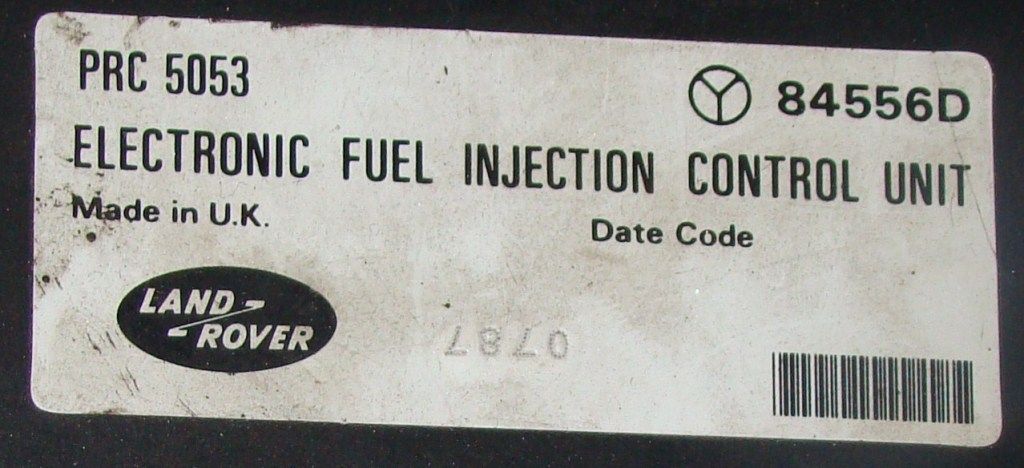 PRC 5053
84556D
ELECTRONIC FUEL INJECTION CONTROL UNIT
Made in U.K.
Date Code
LAND
ROVER
0787